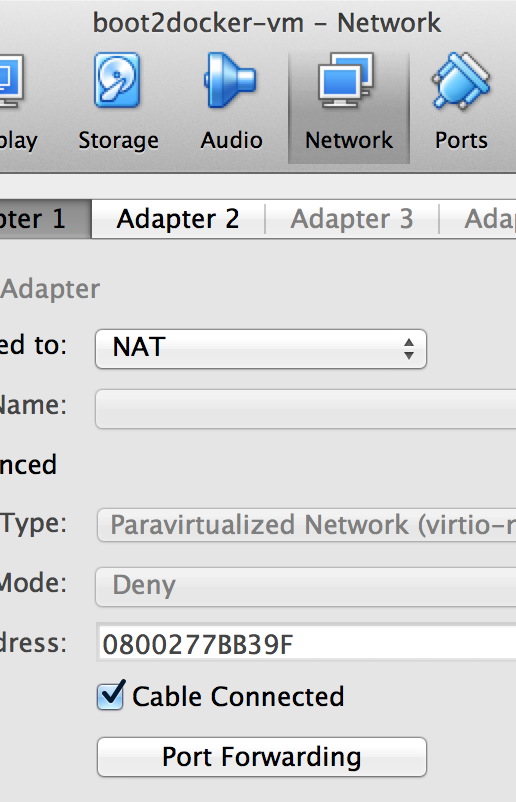 boot2docker-vm – Network
play Storage Audio Network Ports
pter 1 Adapter 2 Adapter 3 Ada
Adapter
ed to: NAT
Name:
nced
Type: Paravirtualized Network (virtio-n
Mode: Deny
dress: 0800277BB39F
Cable Connected
Port Forwarding